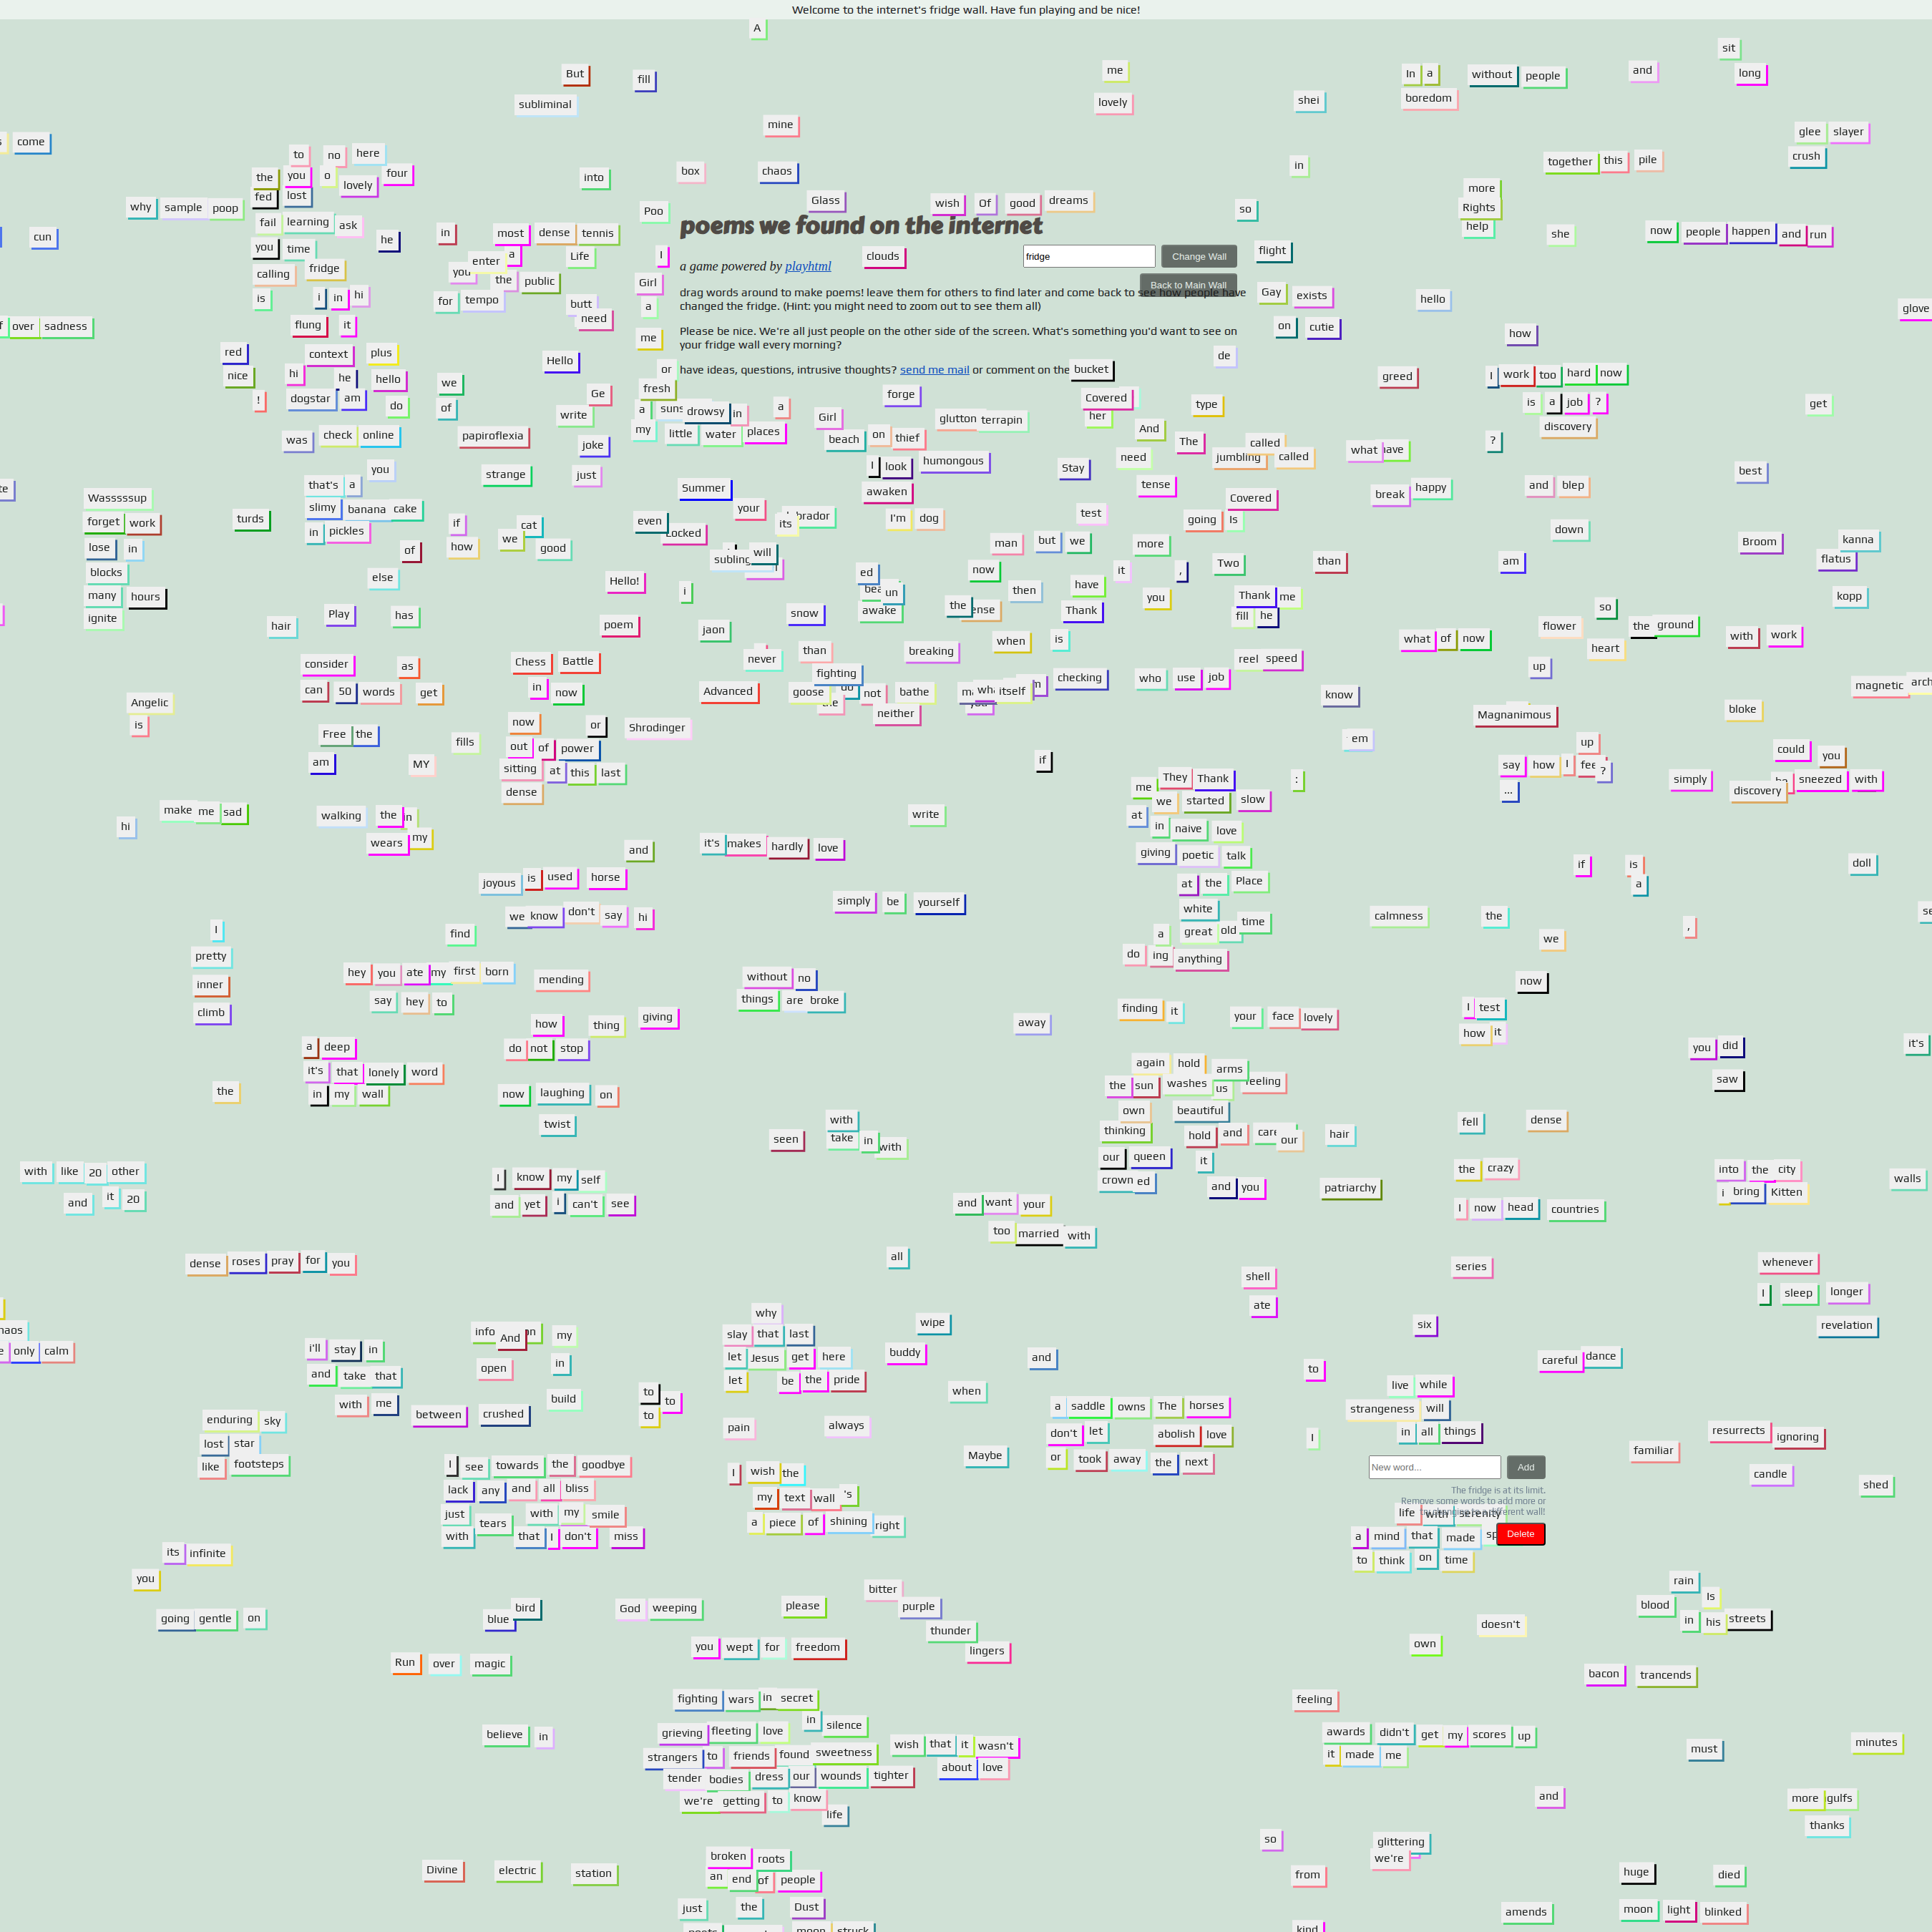 Welcome to the internet's fridge wall. Have fun playing and be nice!
A
sit
But
fill
me
In a
without people
and
long
subliminal
lovely
shei
boredom
mine
glee slayer
come
to no here
together this pile
crush
the you o four
into
box
chaos
in
fed lost lovely
more
why sample poop
Poo
Glass
wish Of good dreams
so
Rights
fail learning ask
help
poems we found on the internet
cun
you time
he
in
most dense tennis
she
now people happen and run
I
a game powered by playhtml
clouds
fridge
Change Wall
flight
calling fridge
you enter a
Life
the public
Girl
Back to Main Wall
is
i in hi
for tempo
butt
a
drag words around to make poems! leave them for others to find later and come back to see how people have
changed the fridge. (Hint: you might need to zoom out to see them all)
Gay exists
hello
glove
over sadness
flung it
need
me
Please be nice. We're all just people on the other side of the screen. What's something you'd want to see on
your fridge wall every morning?
on cutie
how
red
context plus
Hello
de
nice
hi he hello
we
or
have ideas, questions, intrusive thoughts? send me mail or comment on the
bucket
greed
I work too hard now
!
dogstar am
do
of
Ge
fresh
forge
Covered
type
is a job ?
get
write
a
drowsy in
a
Girl
glutton terrapin
her
discovery
was check online
papiroflexia
joke
my little water places
beach on thief
And
The
called
what
?
you
strange
just
I look humongous
Stay
need
jumbling called
best
that's a
Summer
awaken
tense
Covered
break happy
and blep
Wasssssup
slimy banana cake
your
forget work
turds
in pickles
if
cat
even
its
I'm dog
test
going Is
down
lose in
of
how
we
good
man
but we
more
Broom
kanna
blocks
else
Hello!
will
ed
now
it
,
Two
than
am
flatus
many hours
i
un
then
have
you
Thank me
kopp
ignite
Play
has
snow
awake
the
Thank
fill he
so
hair
poem
jaon
when
is
flower
the ground
consider
as
Chess Battle
never
than
breaking
reel speed
what of now
heart
with work
can 50 words get
in now
Advanced
fighting
checking
who use job
know
up
magnetic
Angelic
goose
not bathe
itself
is
neither
bloke
now
or
Shrodinger
Magnanimous
Free the
fills
out of power
em
up
could you
am
MY
sitting at this last
if
say how I
?
simply
sneezed with
dense
me They Thank
:
...
discovery
hi
make me sad
walking the
we started slow
wears my
write
at in naive love
and
it's makes hardly love
giving poetic talk
if
is
doll
joyous is used horse
at the Place
a
we know don't say hi
simply be yourself
white
calmness
the
I
find
a great old time
we
,
pretty
do ing anything
hey you ate my first born
mending
without no
now
inner
say hey to
things are broke
climb
how
thing
giving
away
finding it
your face lovely
I test
a deep
do not stop
how it
you did
it's
it's that lonely word
again hold arms
saw
the
in my wall
now laughing on
the sun washes us
twist
own
beautiful
seen
with
thinking
hold and
our
hair
fell
dense
take in with
our queen
it
the crazy
with like 20 other
I know my self
crown ed
and you
patriarchy
into the city
walls
and it 20
and yet i can't see
and want your
I now head countries
i bring Kitten
too married with
dense roses pray for you
all
shell
series
whenever
ate
I sleep longer
why
wipe
six
revelation
And
my
slay that last
only calm
i'll stay in
open
in
let Jesus get here
buddy
and
to
careful dance
and take that
build
let be the pride
when
live while
with me
between
crushed
to to
strangeness will
enduring sky
to
pain
always
a saddle owns The horses
in all things
lost star
don't let
abolish love
I
resurrects ignoring
like footsteps
I see towards the goodbye
Maybe
or took away the next
familiar
New word...
Add
candle
lack any and all bliss
I wish the
shed
just tears
with my smile
my text wall 's
The fridge is at its limit.
Remove some words to add more or
life with serenity
with that I don't miss
a piece of shining right
a mind that made
Delete
its infinite
to think on time
you
bitter
rain
going gentle on
blue bird
God weeping
please
purple
blood
Is
doesn't
in his streets
you wept for freedom
thunder
own
Run over magic
lingers
bacon
trancends
fighting wars in secret
feeling
believe in
grieving fleeting love
in silence
awards didn't get my scores up
strangers to friends found sweetness
wish that it wasn't
it made me
must
minutes
tender bodies dress our wounds tighter
about love
we're getting to know
and
more gulfs
life
thanks
so
glittering
broken roots
we're
Divine
electric
station
an end of people
from
huge
died
just
the
Dust
amends
moon light blinked